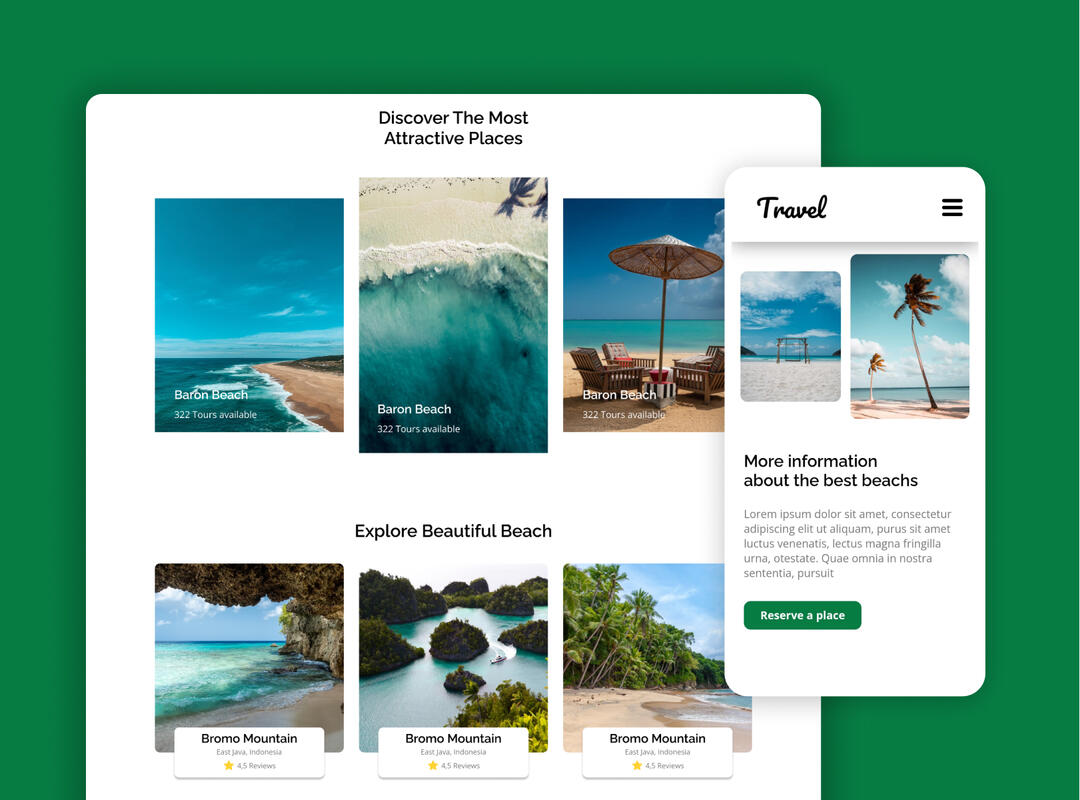 Discover The Most
Attractive Places
Baron Beach
322 Tours available
Baron Beach
322 Tours available
Baron Beach
322 Tours available
Explore Beautiful Beach
Bromo Mountain
East Java, Indonesia
4,5 Reviews
Bromo Mountain
East Java, Indonesia
4,5 Reviews
Bromo Mountain
East Java, Indonesia
4,5 Reviews
Travel
More information
about the best beachs
Lorem ipsum dolor sit amet, consectetur
adipiscing elit ut aliquam, purus sit amet
luctus venenatis, lectus magna fringilla
urna, otestate. Quae omnia in nostra
sententia, pursuit
Reserve a place